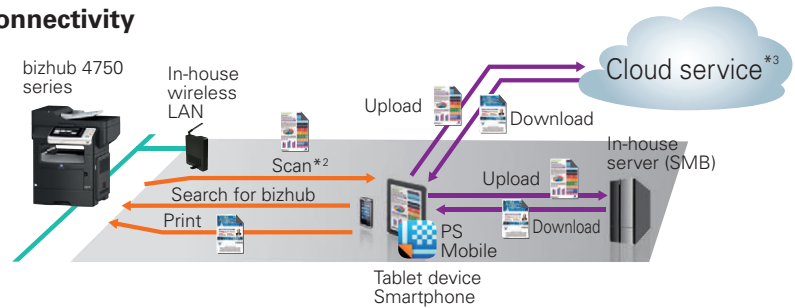 onnectivity
bizhub 4750
series
In-house
wireless
LAN
Scan*2
Search for bizhub
Print
Upload
Download
Cloud service*3
In-house
server (SMB)
Upload
Download
PS
Mobile
Tablet device
Smartphone